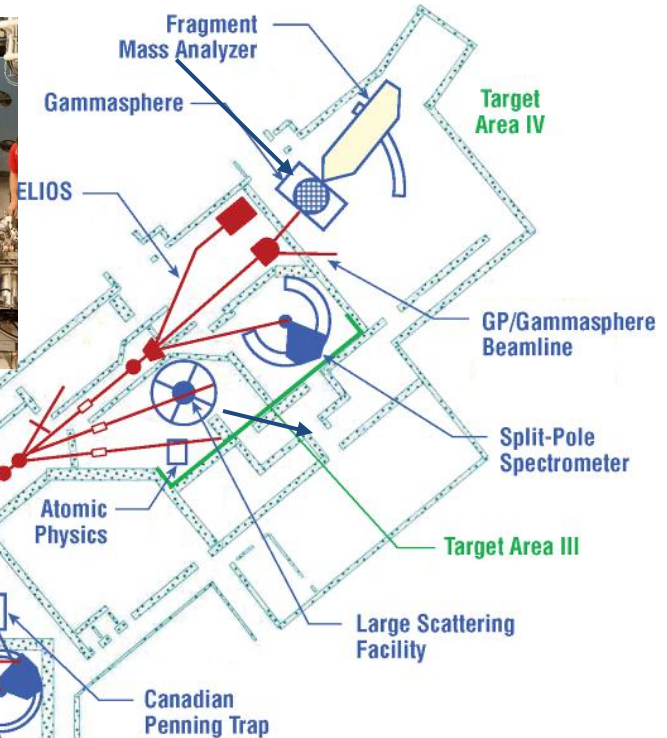 Fragment
Mass Analyzer
Gammasphere
Target
Area IV
ELIOS
GP/Gammasphere
Beamline
Split-Pole
Spectrometer
Atomic
Physics
Target Area III
Large Scattering
Facility
Canadian
Penning Trap